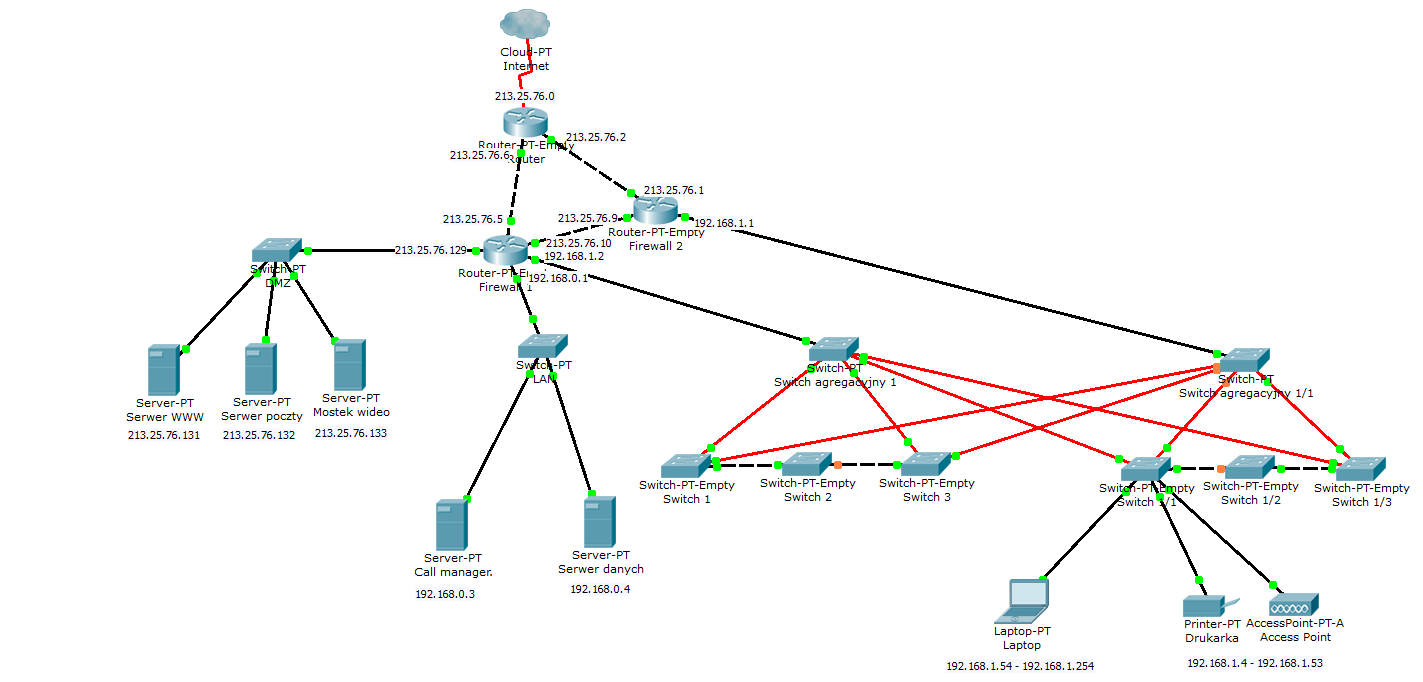 Cloud-PT
Internet
213.25.76.0
Router-PT-Empty
Router
213.25.76.2
213.25.76.6
213.25.76.1
213.25.76.5
213.25.76.9
192.168.1.1
Router-PT-Empty
Firewall 2
213.25.76.129
213.25.76.10
192.168.1.2
192.168.0.1
Firewall 1
Switch-PT
DMZ
Server-PT
Serwer WWW
213.25.76.131
Server-PT
Serwer poczty
213.25.76.132
Server-PT
Mostek wideo
213.25.76.133
Switch-PT
LAN
Server-PT
Call manager.
192.168.0.3
Server-PT
Serwer danych
192.168.0.4
Switch-PT
Switch agregacyjny 1
Switch-PT
Switch agregacyjny 1/1
Switch-PT-Empty
Switch 1
Switch-PT-Empty
Switch 2
Switch-PT-Empty
Switch 3
Switch-PT-Empty
Switch 1/1
Switch-PT-Empty
Switch 1/2
Switch-PT-Empty
Switch 1/3
Laptop-PT
Laptop
192.168.1.54 - 192.168.1.254
Printer-PT
Drukarka
AccessPoint-PT-A
Access Point
192.168.1.4 - 192.168.1.53